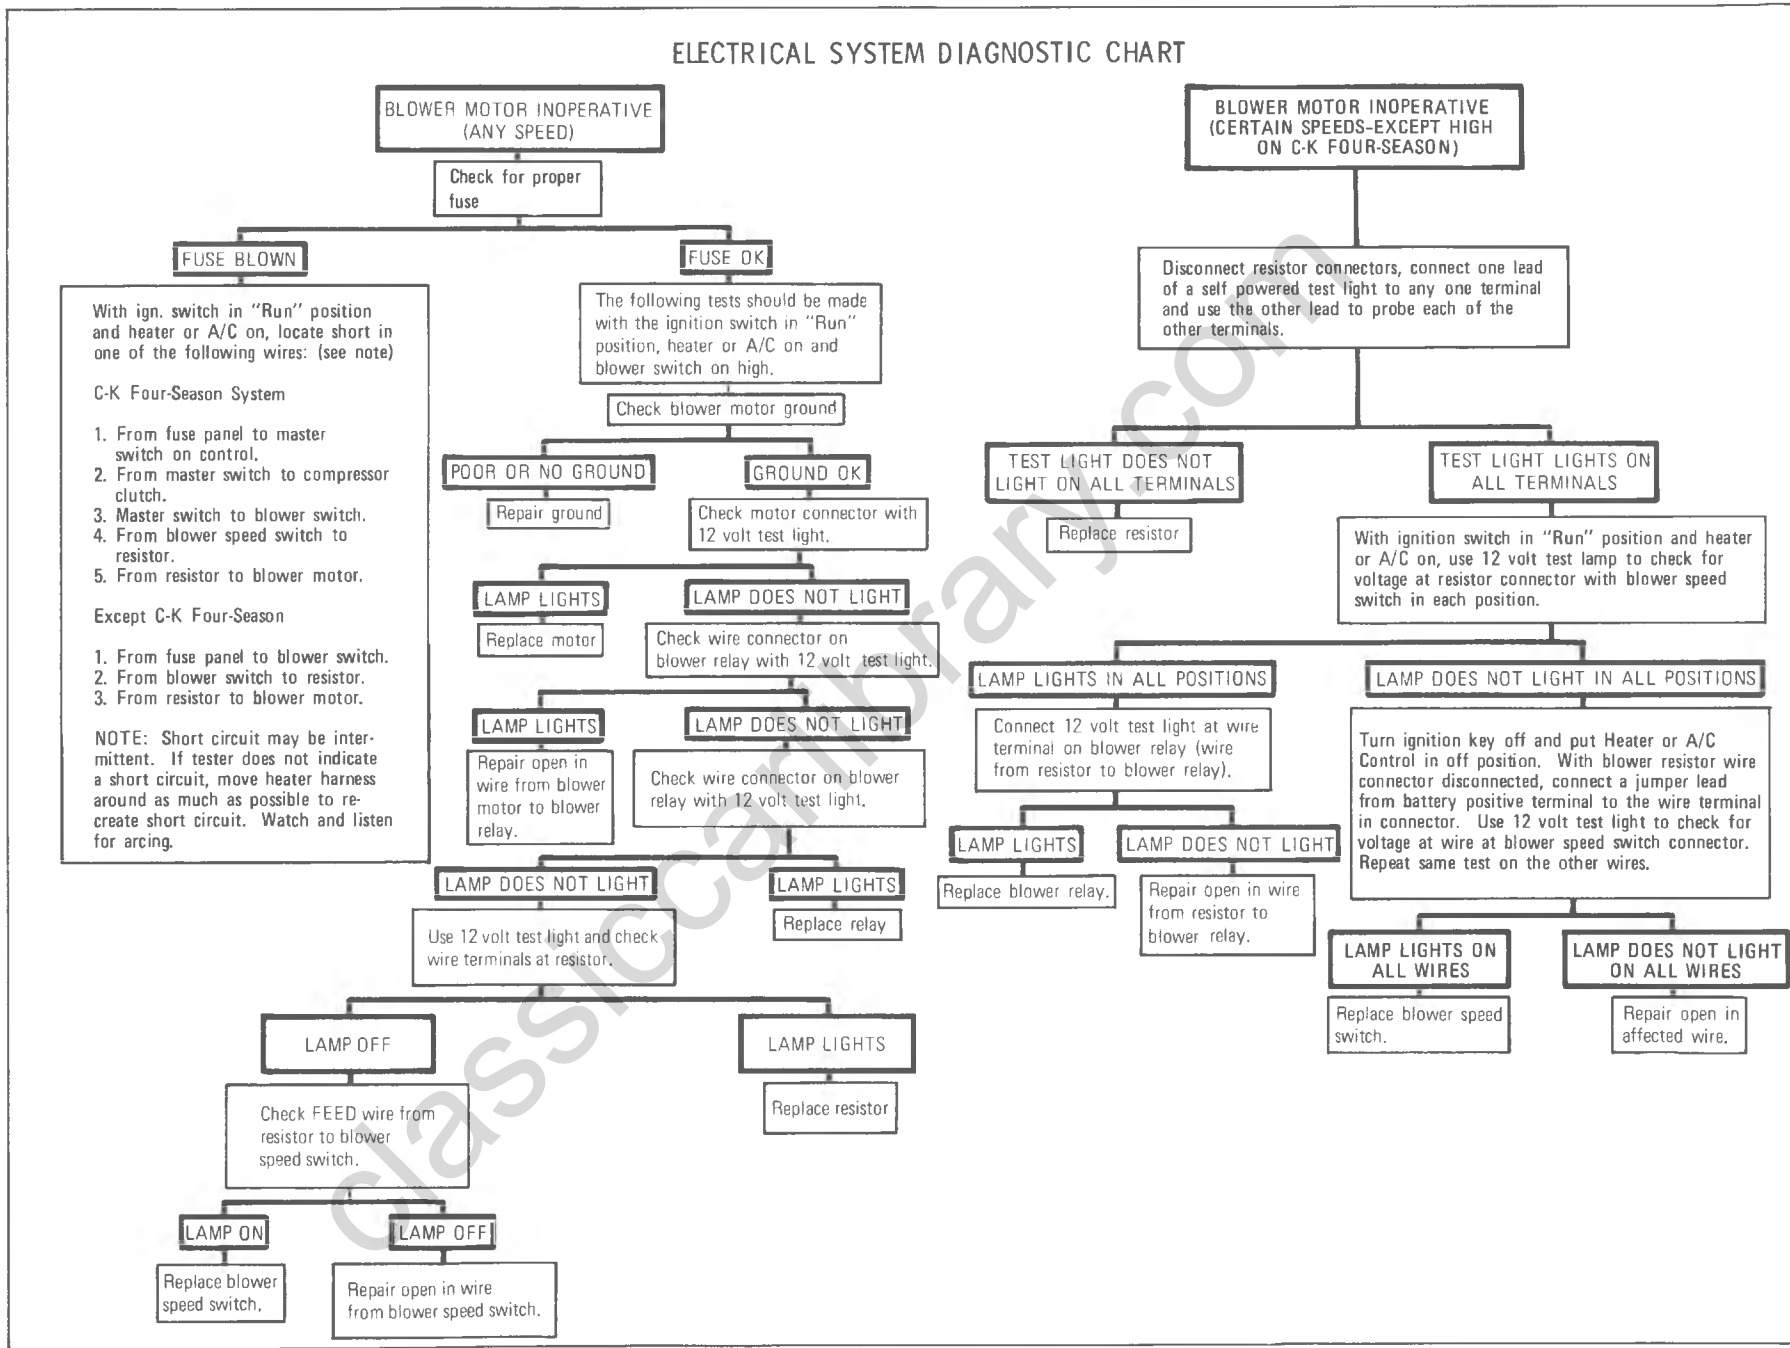 ELECTRICAL SYSTEM DIAGNOSTIC CHART
BLOWER MOTOR INOPERATIVE
(ANY SPEED)
Check for proper
fuse
FUSE BLOWN
With ign. switch in "Run" position
and heater or A/C on, locate short in
one of the following wires: (see note)
C-K Four-Season System
1. From fuse panel to master
switch on control.
2. From master switch to compressor
clutch.
3. Master switch to blower switch.
4. From blower speed switch to
resistor.
5. From resistor to blower motor.
Except C-K Four-Season
1. From fuse panel to blower switch.
2. From blower switch to resistor.
3. From resistor to blower motor.
NOTE: Short circuit may be inter-
mittent. If tester does not indicate
a short circuit, move heater harness
around as much as possible to re-
create short circuit. Watch and listen
for arcing.
FUSE OK
The following tests should be made
with the ignition switch in "Run"
position, heater or A/C on and
blower switch on high.
Check blower motor ground
POOR OR NO GROUND
Repair ground
GROUND OK
Check motor connector with
12 volt test light.
LAMP LIGHTS
Replace motor
LAMP DOES NOT LIGHT
Check wire connector on
blower relay with 12 volt test light.
LAMP LIGHTS
Repair open in
wire from blower
motor to blower
relay.
LAMP DOES NOT LIGHT
Check wire connector on blower
relay with 12 volt test light.
LAMP DOES NOT LIGHT
Use 12 volt test light and check
wire terminals at resistor.
LAMP LIGHTS
Replace relay
LAMP OFF
Check FEED wire from
resistor to blower
speed switch.
LAMP LIGHTS
Replace resistor
LAMP ON
Replace blower
speed switch.
LAMP OFF
Repair open in wire
from blower speed switch.
BLOWER MOTOR INOPERATIVE
(CERTAIN SPEEDS-EXCEPT HIGH
ON C-K FOUR-SEASON)
Disconnect resistor connectors, connect one lead
of a self powered test light to any one terminal
and use the other lead to probe each of the
other terminals.
TEST LIGHT DOES NOT
LIGHT ON ALL TERMINALS
Replace resistor
TEST LIGHT LIGHTS ON
ALL TERMINALS
With ignition switch in "Run" position and heater
or A/C on, use 12 volt test lamp to check for
voltage at resistor connector with blower speed
switch in each position.
LAMP LIGHTS IN ALL POSITIONS
Connect 12 volt test light at wire
terminal on blower relay (wire
from resistor to blower relay).
LAMP LIGHTS
Replace blower relay.
LAMP DOES NOT LIGHT
Repair open in wire
from resistor to
blower relay.
LAMP DOES NOT LIGHT IN ALL POSITIONS
Turn ignition key off and put Heater or A/C
Control in off position. With blower resistor wire
connector disconnected, connect a jumper lead
from battery positive terminal to the wire terminal
in connector. Use 12 volt test light to check for
voltage at wire at blower speed switch connector.
Repeat same test on the other wires.
LAMP LIGHTS ON
ALL WIRES
Replace blower speed
switch.
LAMP DOES NOT LIGHT
ON ALL WIRES
Repair open in
affected wire.
classiccarlibrary.com